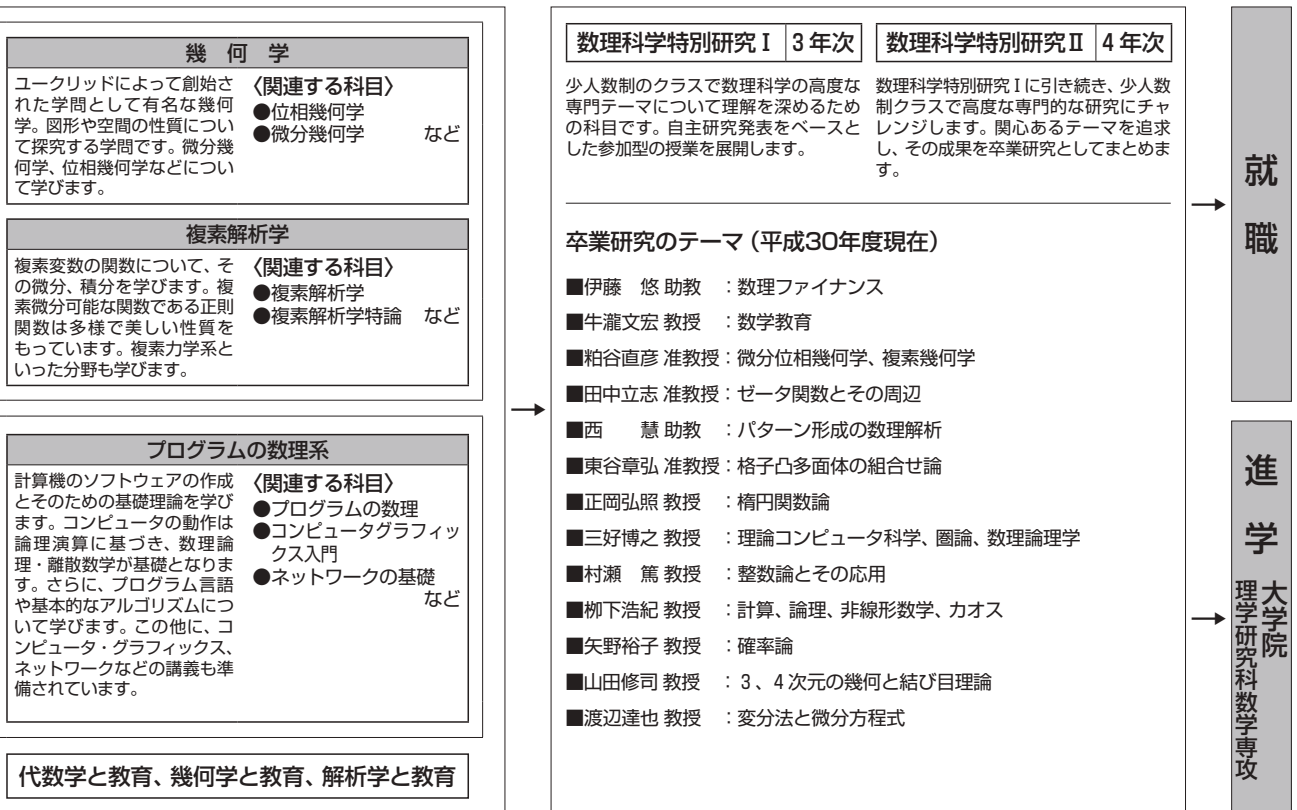 幾　何　学
ユークリッドによって創始さ
れた学問として有名な幾何
学。図形や空間の性質につい
て探究する学問です。微分幾
何学、位相幾何学などについ
て学びます。
〈関連する科目〉
●位相幾何学
●微分幾何学　　　など
複素解析学
複素変数の関数について、そ
の微分、積分を学びます。複
素微分可能な関数である正則
関数は多様で美しい性質を
もっています。複素力学系と
いった分野も学びます。
〈関連する科目〉
●複素解析学
●複素解析学特論　など
プログラムの数理系
計算機のソフトウェアの作成
とそのための基礎理論を学び
ます。コンピュータの動作は
論理演算に基づき、数理論
理・離散数学が基礎となりま
す。さらに、プログラム言語
や基本的なアルゴリズムにつ
いて学びます。この他に、コ
ンピュータ・グラフィックス、
ネットワークなどの講義も準
備されています。
〈関連する科目〉
●プログラムの数理
●コンピュータグラフィッ
クス入門
●ネットワークの基礎
など
代数学と教育、幾何学と教育、解析学と教育
数理科学特別研究Ⅰ 3年次
少人数制のクラスで数理科学の高度な
専門テーマについて理解を深めるため
の科目です。自主研究発表をベースと
した参加型の授業を展開します。
数理科学特別研究Ⅱ 4年次
数理科学特別研究Ⅰに引き続き、少人数
制クラスで高度な専門的な研究にチャ
レンジします。関心あるテーマを追求
し、その成果を卒業研究としてまとめま
す。
卒業研究のテーマ（平成30年度現在）
■伊藤　悠 助教　：数理ファイナンス
■牛瀧文宏 教授　：数学教育
■粕谷直彦 准教授：微分位相幾何学、複素幾何学
■田中立志 准教授：ゼータ関数とその周辺
■西　　慧 助教　：パターン形成の数理解析
■東谷章弘 准教授：格子凸多面体の組合せ論
■正岡弘照 教授　：楕円関数論
■三好博之 教授　：理論コンピュータ科学、圏論、数理論理学
■村瀬　篤 教授　：整数論とその応用
■栁下浩紀 教授　：計算、論理、非線形数学、カオス
■矢野裕子 教授　：確率論
■山田修司 教授　：3、4次元の幾何と結び目理論
■渡辺達也 教授　：変分法と微分方程式
→
→
→
就職
進学
大学院
理学研究科数学専攻